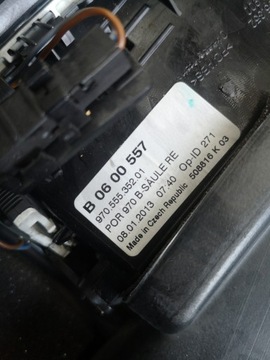 B 06 00 557
970.555.352.01
POR 970 B-SÄULE RE
08.01.2013 07:40 Op-ID 271
Made in Czech Republic 508816 K 03